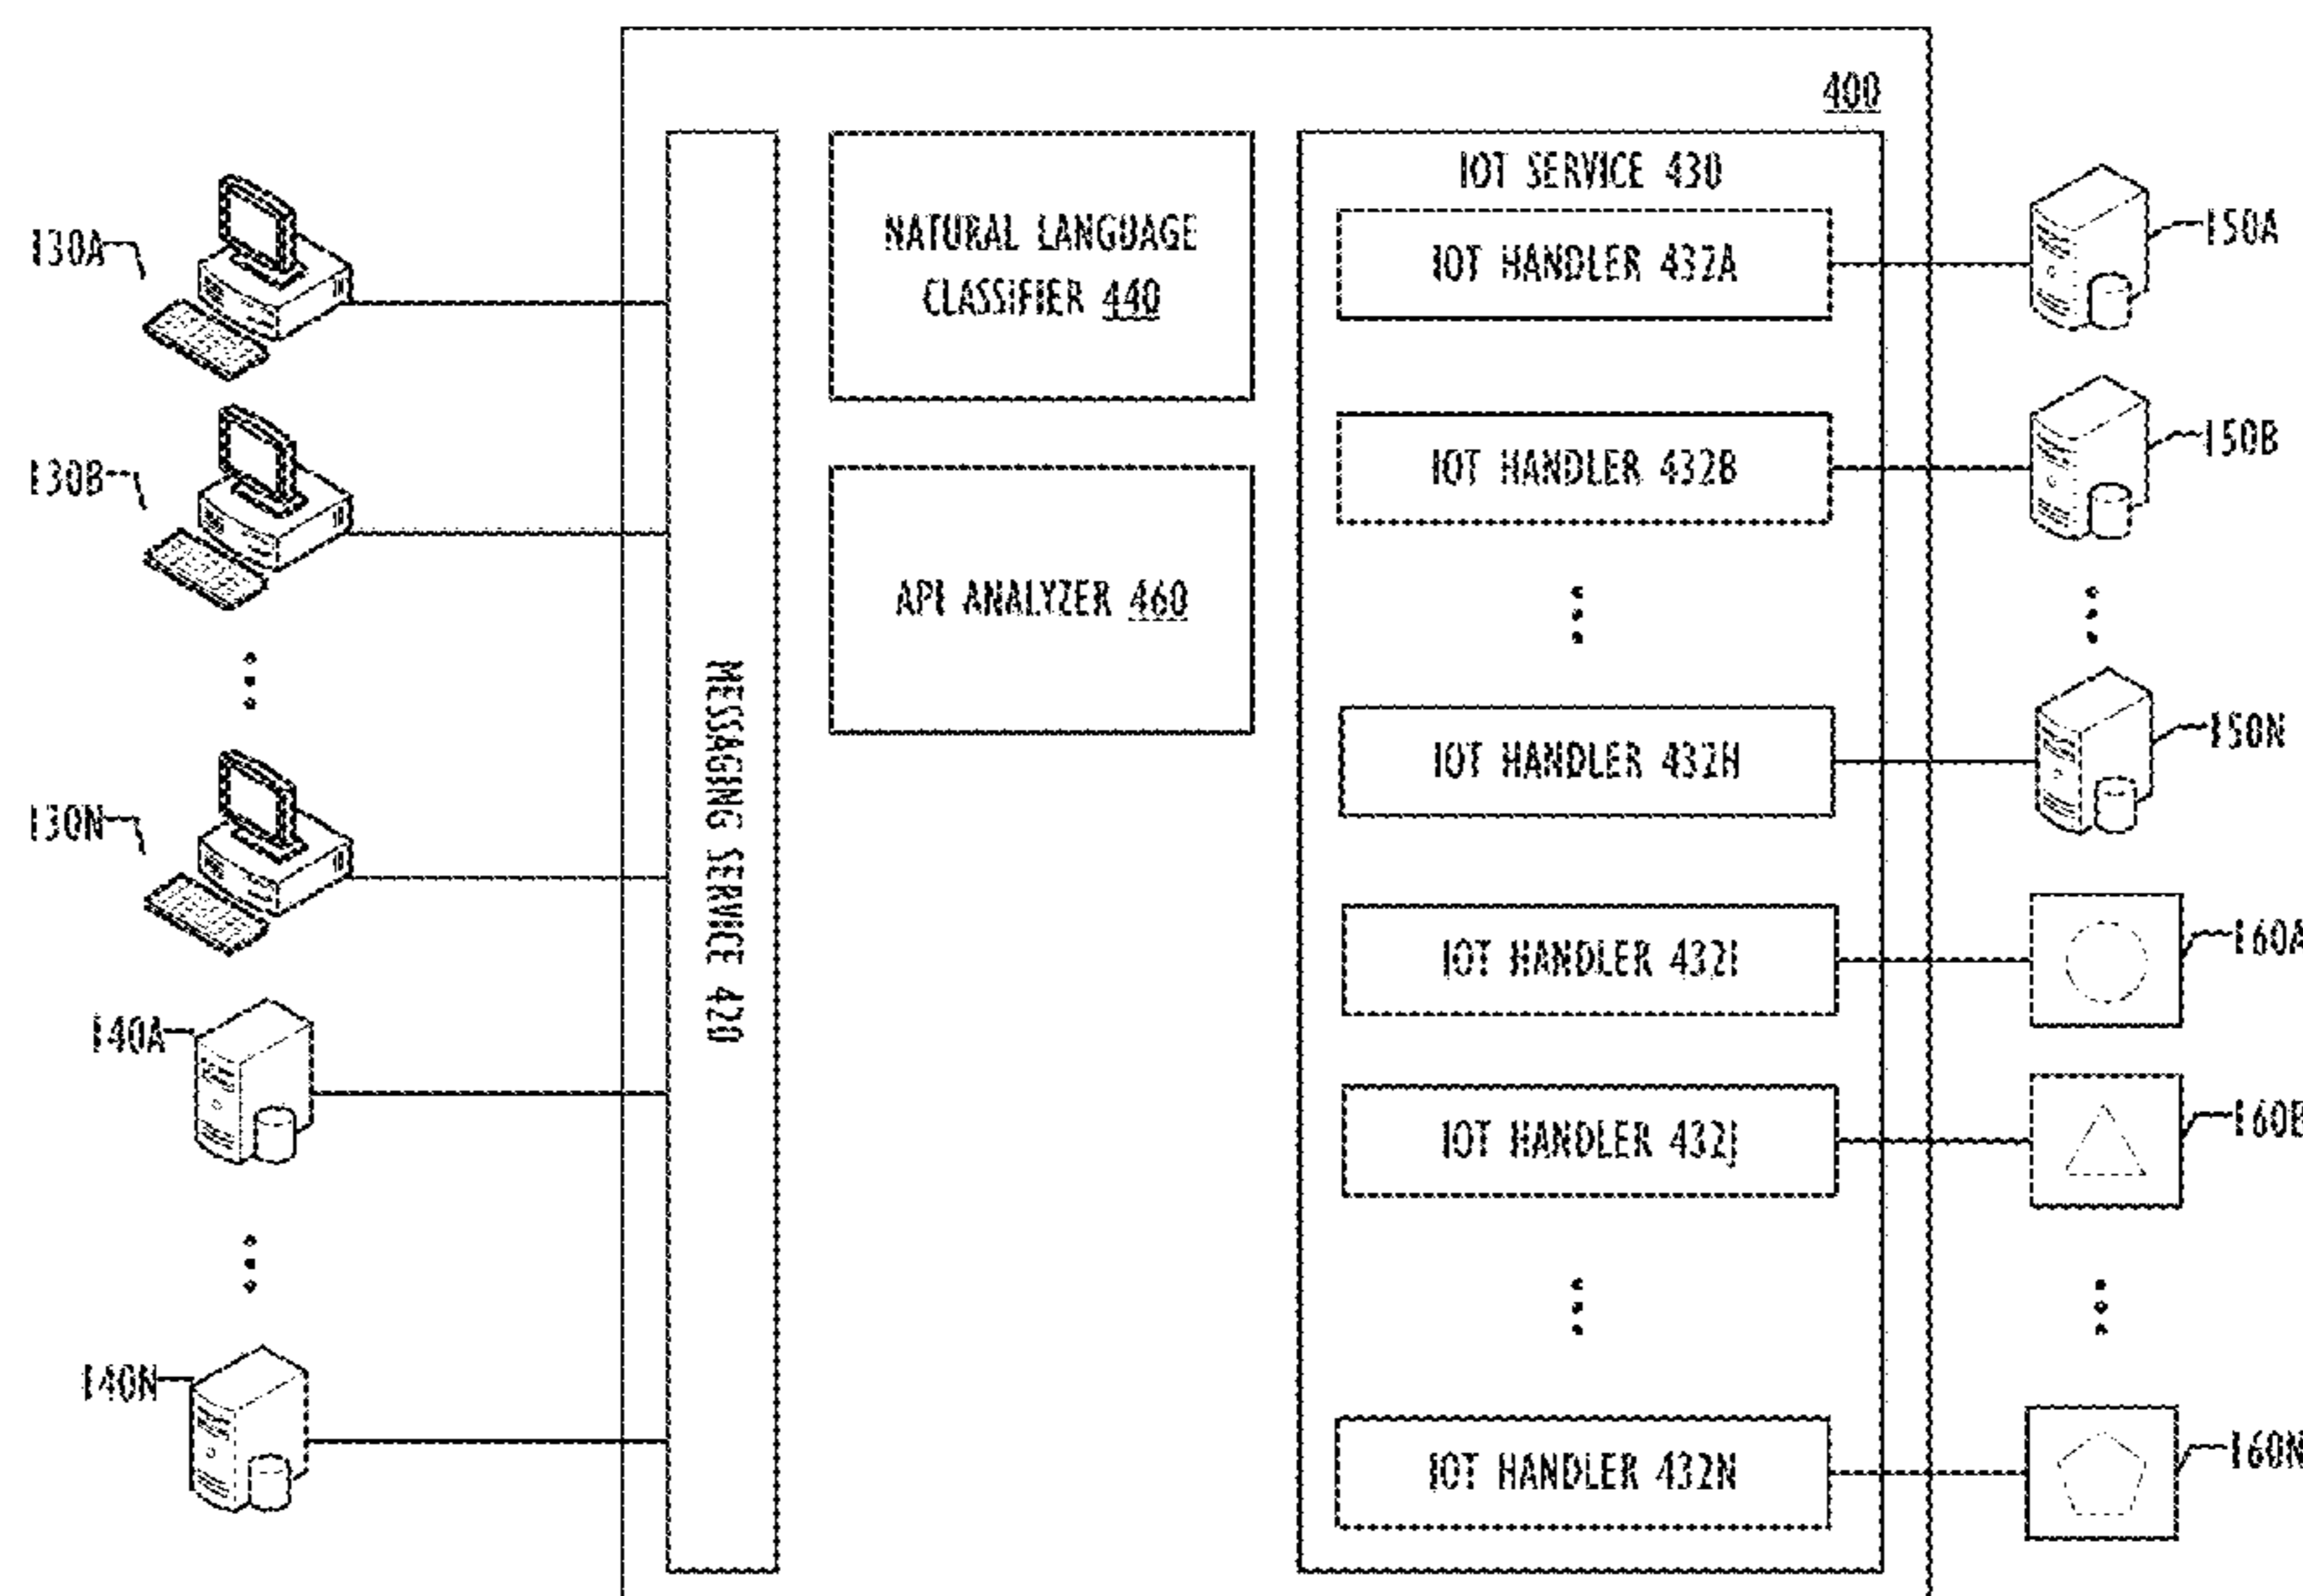 400
130A
130B
130N
140A
140N
MESSAGING SERVICE 420
NATURAL LANGUAGE
CLASSIFIER 440
API ANALYZER 460
IOT SERVICE 430
IOT HANDLER 432A
IOT HANDLER 432B
IOT HANDLER 432H
IOT HANDLER 432I
IOT HANDLER 432J
IOT HANDLER 432N
150A
150B
150N
160A
160B
160N